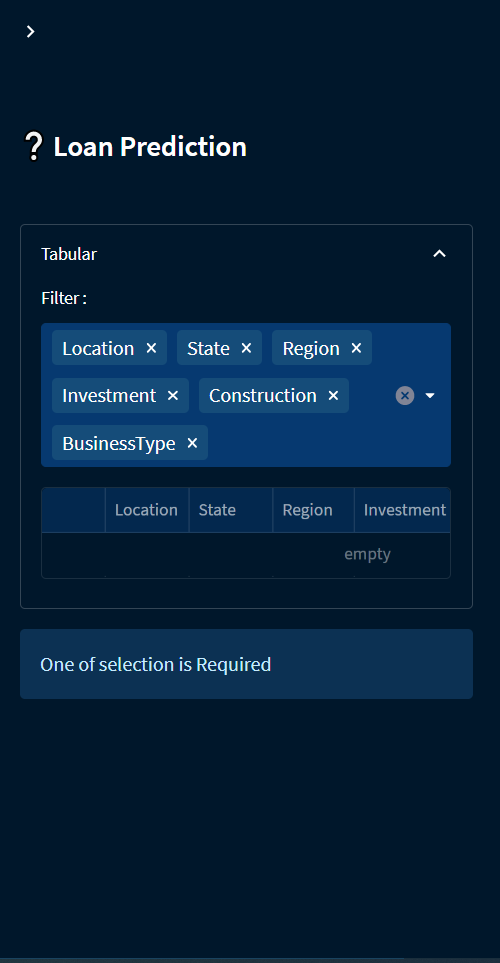 ❔ Loan Prediction
Tabular
Filter :
Location × State × Region ×
Investment × Construction ×
BusinessType ×
Location State Region Investment
empty
One of selection is Required